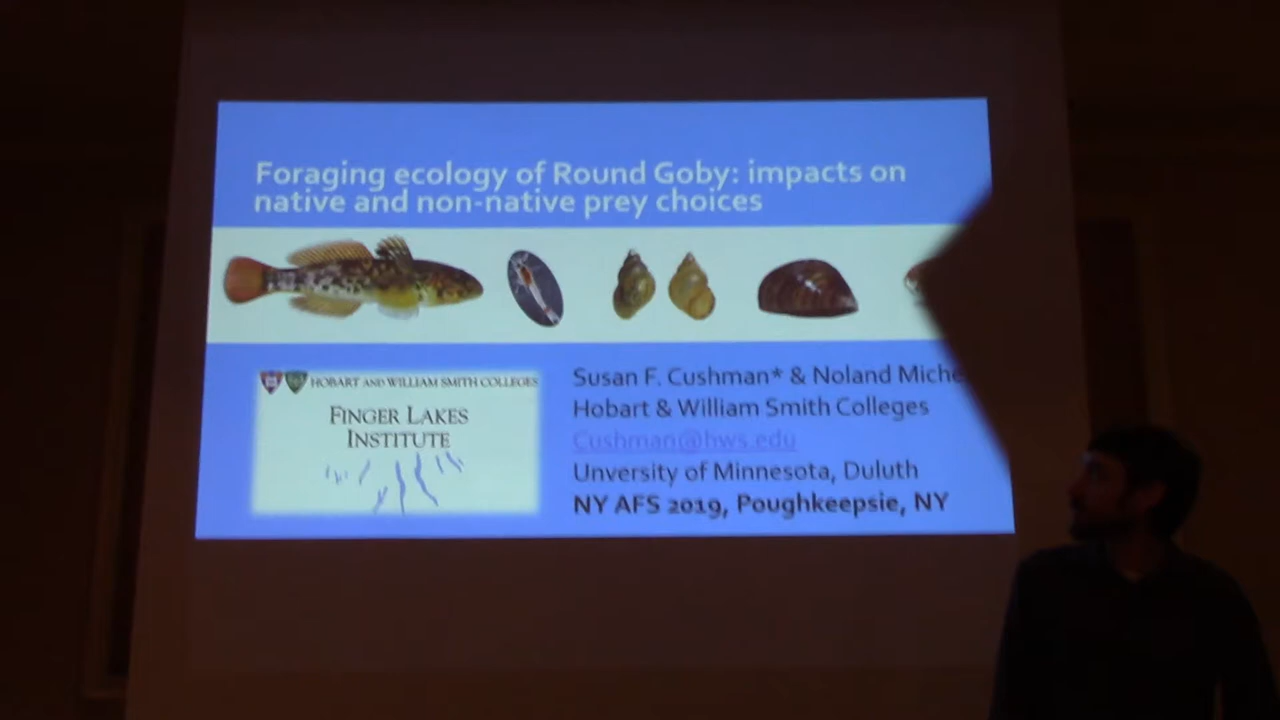 Foraging ecology of Round Goby: impacts on
native and non-native prey choices
HOBART AND WILLIAM SMITH COLLEGES
FINGER LAKES
INSTITUTE
Susan F. Cushman* & Noland Miche
Hobart & William Smith Colleges
Cushman@hws.edu
Unversity of Minnesota, Duluth
NY AFS 2019, Poughkeepsie, NY